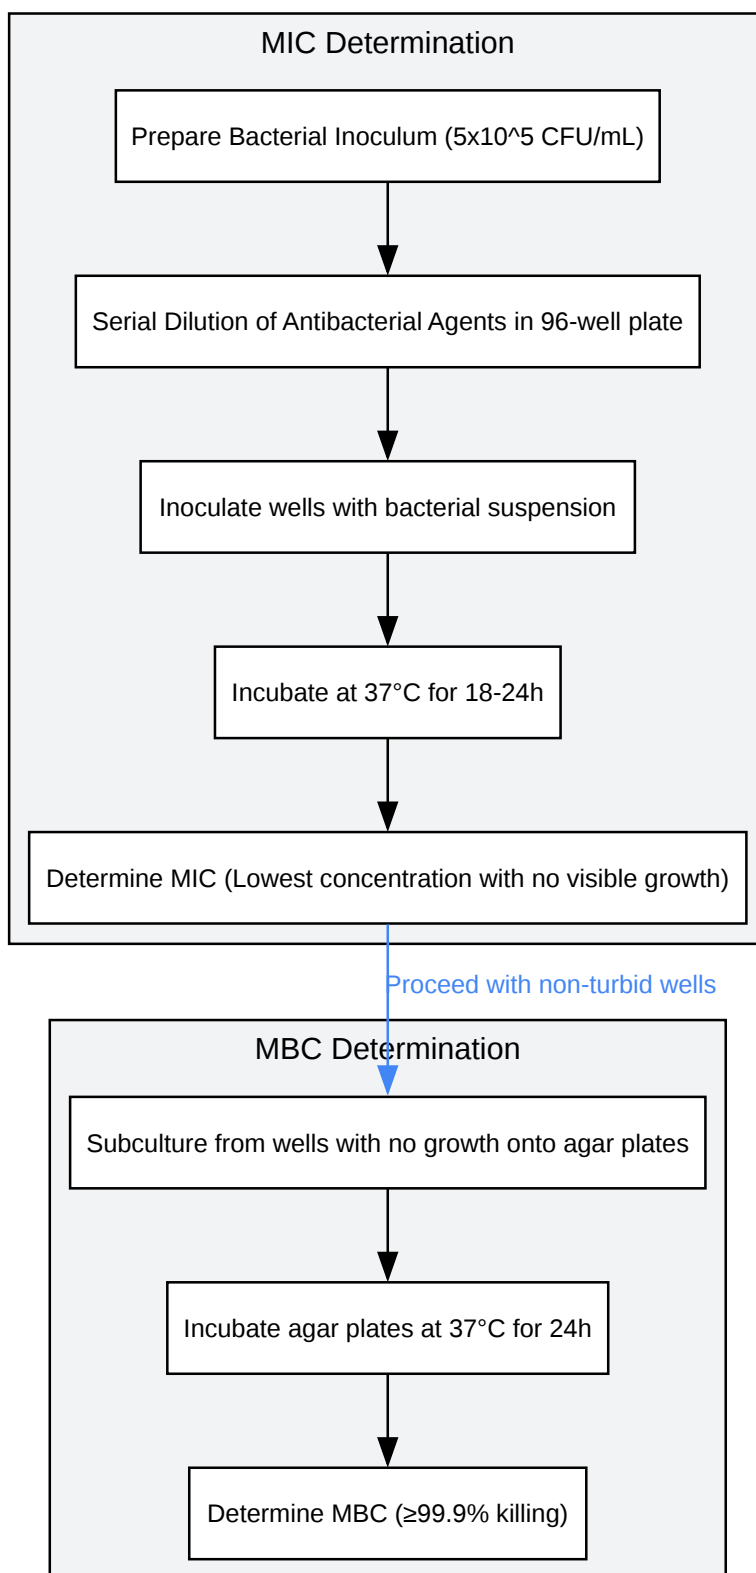 MIC Determination
Prepare Bacterial Inoculum (5x10^5 CFU/mL)
Serial Dilution of Antibacterial Agents in 96-well plate
Inoculate wells with bacterial suspension
Incubate at 37°C for 18-24h
Determine MIC (Lowest concentration with no visible growth)
Proceed with non-turbid wells
MBC Determination
Subculture from wells with no growth onto agar plates
Incubate agar plates at 37°C for 24h
Determine MBC (≥99.9% killing)